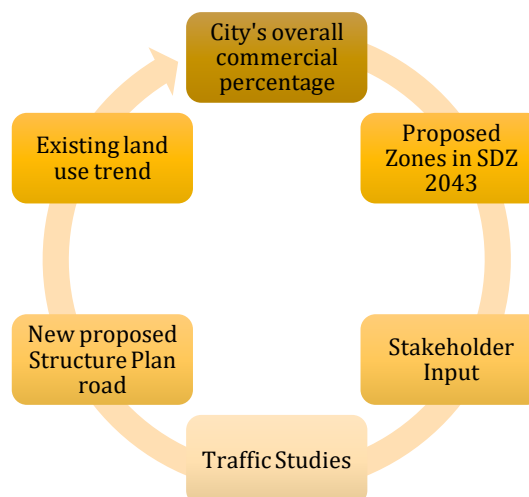 City's overall
commercial
percentage
Proposed
Zones in SDZ
2043
Stakeholder
Input
Traffic Studies
New proposed
Structure Plan
road
Existing land
use trend